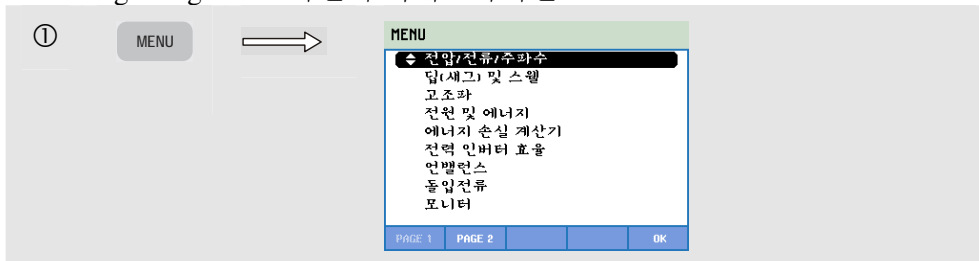 ①
MENU
MENU
전압/전류/주파수
딥(새그) 및 스웰
고조파
전원 및 에너지
에너지 손실 계산기
전력 인버터 효율
언밸런스
돌입전류
모니터
PAGE 1 PAGE 2 OK